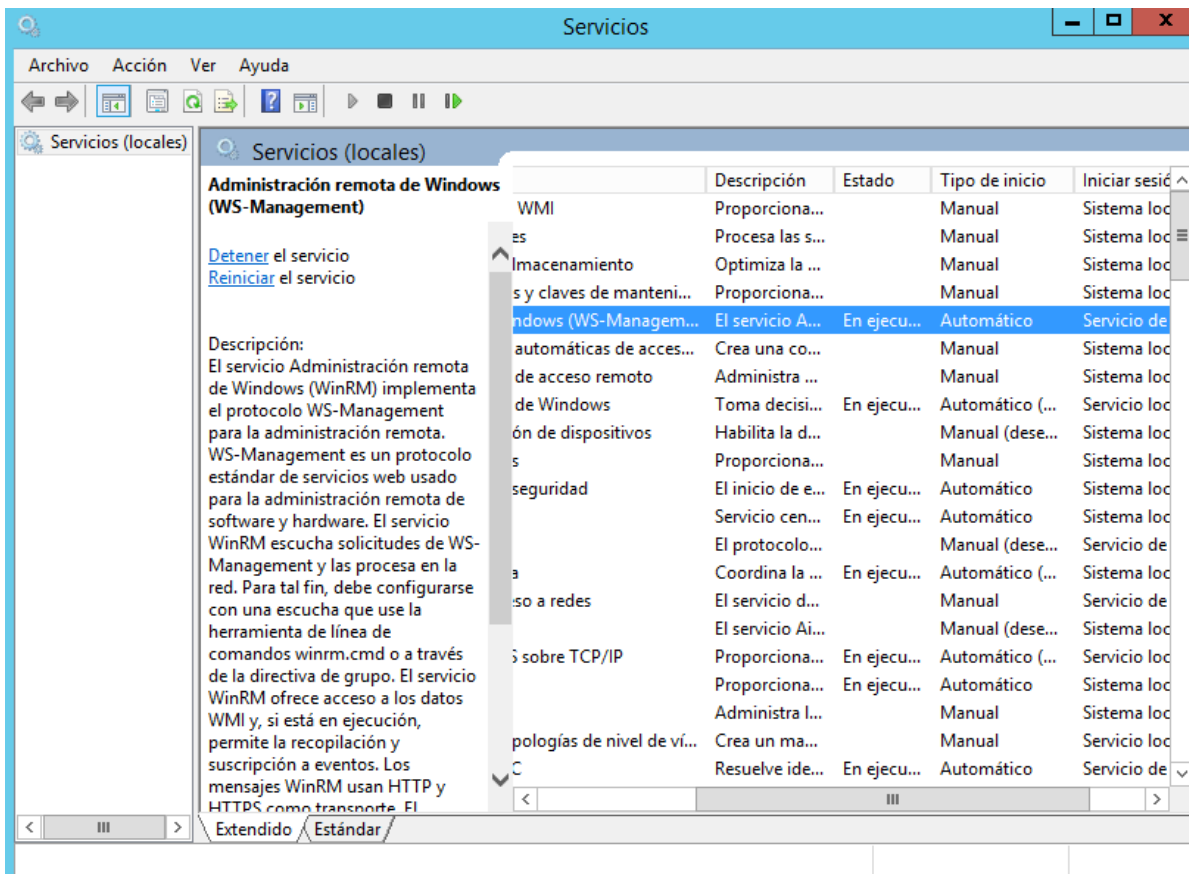 Servicios
Archivo Acción Ver Ayuda
Servicios (locales)
Servicios (locales)
Administración remota de Windows
(WS-Management)
Detener el servicio
Reiniciar el servicio
Descripción:
El servicio Administración remota
de Windows (WinRM) implementa
el protocolo WS-Management
para la administración remota.
WS-Management es un protocolo
estándar de servicios web usado
para la administración remota de
software y hardware. El servicio
WinRM escucha solicitudes de WS-
Management y las procesa en la
red. Para tal fin, debe configurarse
con una escucha que use la
herramienta de línea de
comandos winrm.cmd o a través
de la directiva de grupo. El servicio
WinRM ofrece acceso a los datos
WMI y, si está en ejecución,
permite la recopilación y
suscripción a eventos. Los
mensajes WinRM usan HTTP y
HTTPS como transporte. El
Descripción Estado Tipo de inicio Iniciar sesió
WMI Proporciona... Manual Sistema loc
es Procesa las s... Manual Sistema loc
lmacenamiento Optimiza la ... Manual Sistema loc
s y claves de manteni... Proporciona... Manual Sistema loc
ndows (WS-Managem... El servicio A... En ejecu... Automático Servicio de
automáticas de acces... Crea una co... Manual Sistema loc
de acceso remoto Administra ... Manual Sistema loc
de Windows Toma decisi... En ejecu... Automático (... Servicio loc
ón de dispositivos Habilita la d... Manual (dese... Sistema loc
s Proporciona... Manual Sistema loc
seguridad El inicio de e... En ejecu... Automático Sistema loc
Servicio cen... En ejecu... Automático Sistema loc
El protocolo... Manual (dese... Servicio de
a Coordina la ... En ejecu... Automático (... Sistema loc
eso a redes El servicio d... Manual Servicio de
El servicio Ai... Manual (dese... Sistema loc
S sobre TCP/IP Proporciona... En ejecu... Automático (... Servicio loc
Proporciona... En ejecu... Automático Sistema loc
Administra l... Manual Sistema loc
pologías de nivel de ví... Crea un ma... Manual Servicio loc
C Resuelve ide... En ejecu... Automático Servicio de
Extendido Estándar